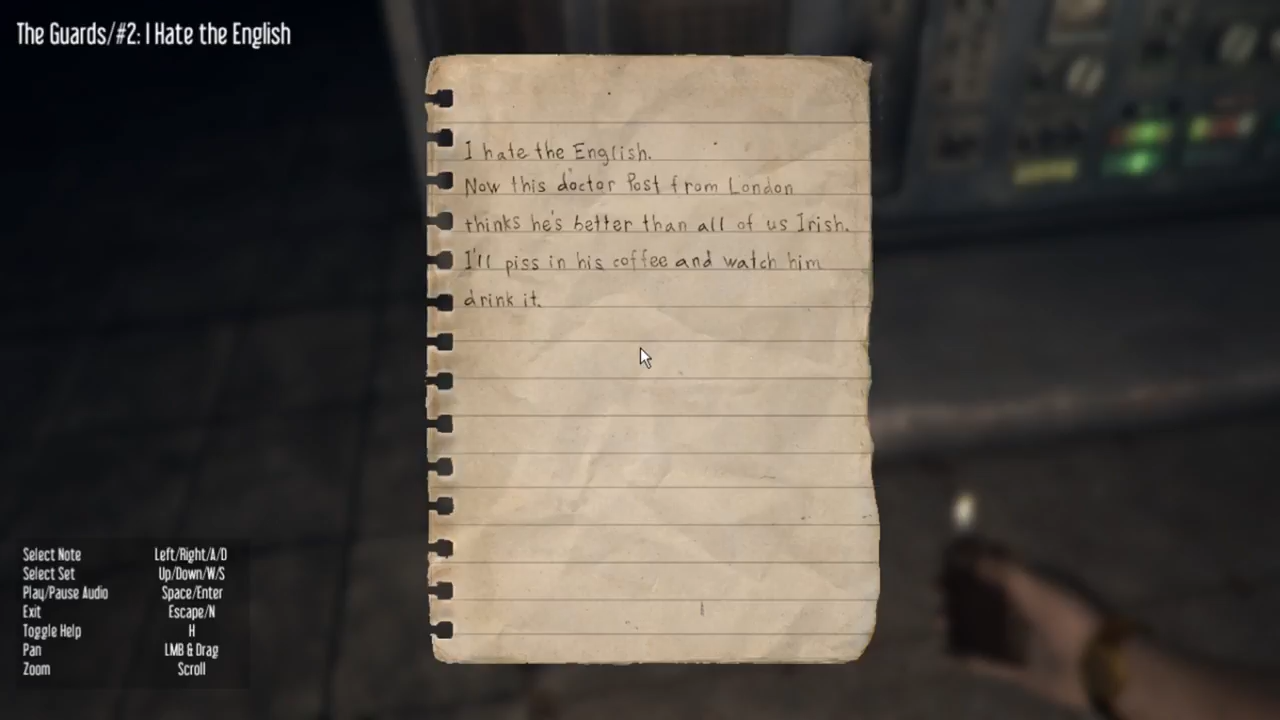 The Guards/#2: I Hate the English
I hate the English.
Now this doctor Post from London
thinks he's better than all of us Irish.
I'll piss in his coffee and watch him
drink it.
Select Note Left/Right/A/D
Select Set Up/Down/W/S
Play/Pause Audio Space/Enter
Exit Escape/N
Toggle Help H
Pan LMB & Drag
Zoom Scroll